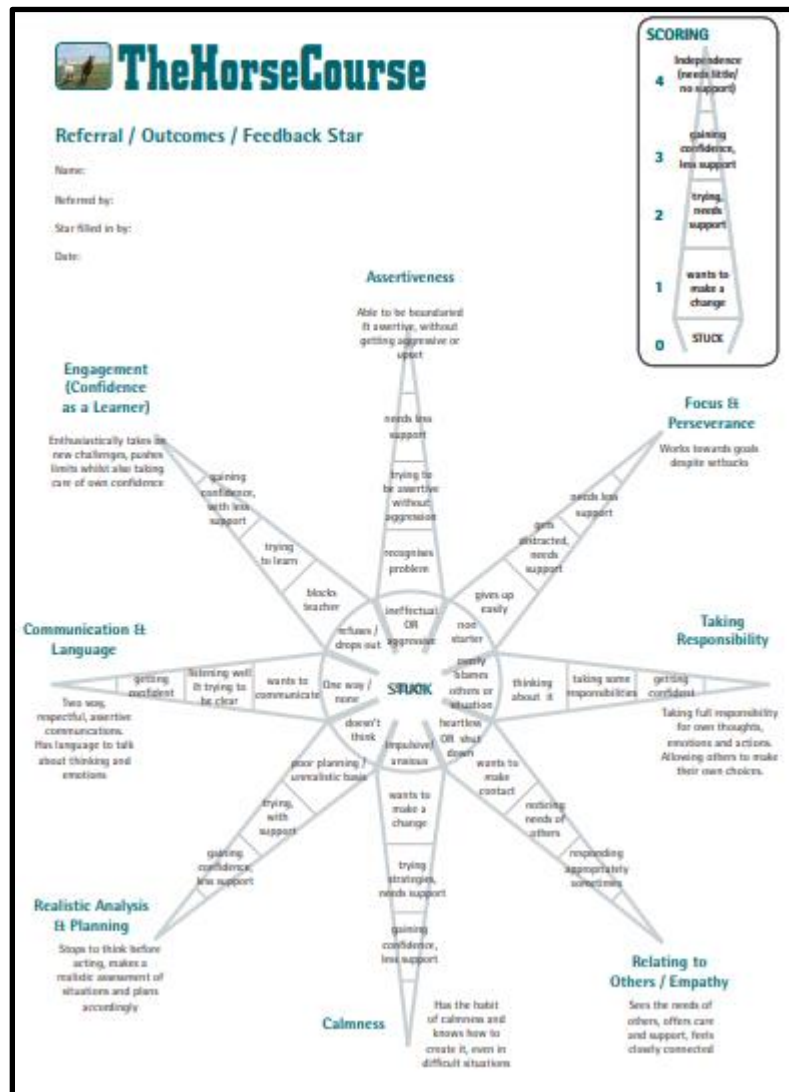 TheHorseCourse
Referral / Outcomes / Feedback Star
Name:
Referred by:
Star filled in by:
Date:
SCORING
4
Independence
(needs little/
no support)
3
gaining
confidence,
less support
2
trying,
needs
support
1
wants to
make a
change
0
STUCK
Assertiveness
Able to be boundaried
& assertive, without
getting aggressive or
upset
needs less
support
trying to
be assertive
without
aggression
recognises
problem
ineffectual
OR
aggressive
Engagement
(Confidence
as a Learner)
Enthusiastically takes on
new challenges, pushes
limits whilst also taking
care of own confidence
gaining
confidence,
with less
support
trying
to learn
blocks
teacher
refuses /
drops out
Focus &
Perseverance
Works towards goals
despite setbacks
needs less
support
gets
distracted,
needs
support
gives up
easily
non
starter
Communication &
Language
Two way,
respectful, assertive
communications.
Has language to talk
about thinking and
emotions
getting
confident
listening well
& trying to
be clear
wants to
communicate
One way /
none
STUCK
Taking
Responsibility
Taking full responsibility
for own thoughts,
emotions and actions.
Allowing others to make
their own choices.
getting
confident
taking some
responsibilities
thinking
about it
blames
others or
situation
Realistic Analysis
& Planning
Stops to think before
acting, makes a
realistic assessment of
situations and plans
accordingly
gaining
confidence,
less support
trying,
with
support
poor planning /
unrealistic basis
doesn't
think
Calmness
Has the habit
of calmness and
knows how to
create it, even in
difficult situations
gaining
confidence,
less support
trying
strategies,
needs support
wants to
make a
change
impulsive/
anxious
Relating to
Others / Empathy
Sees the needs of
others, offers care
and support, feels
closely connected
responding
appropriately
sometimes
noticing
needs of
others
wants to
make
contact
heartless
OR shut
down